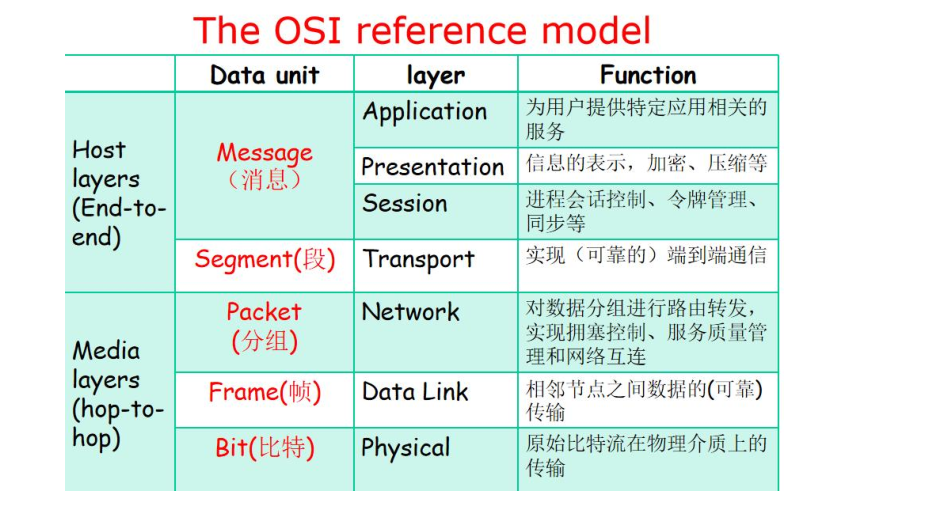 The OSI reference model
Data unit
layer
Function
Host
layers
(End-to-
end)
Message
（消息）
Application
为用户提供特定应用相关的
服务
Presentation
信息的表示，加密、压缩等
Session
进程会话控制、令牌管理、
同步等
Segment(段)
Transport
实现（可靠的）端到端通信
Media
layers
(hop-to-
hop)
Packet
(分组)
Network
对数据分组进行路由转发，
实现拥塞控制、服务质量管
理和网络互连
Frame(帧)
Data Link
相邻节点之间数据的(可靠)
传输
Bit(比特)
Physical
原始比特流在物理介质上的
传输